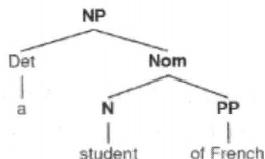 NP
Det Nom
a N PP
student of French